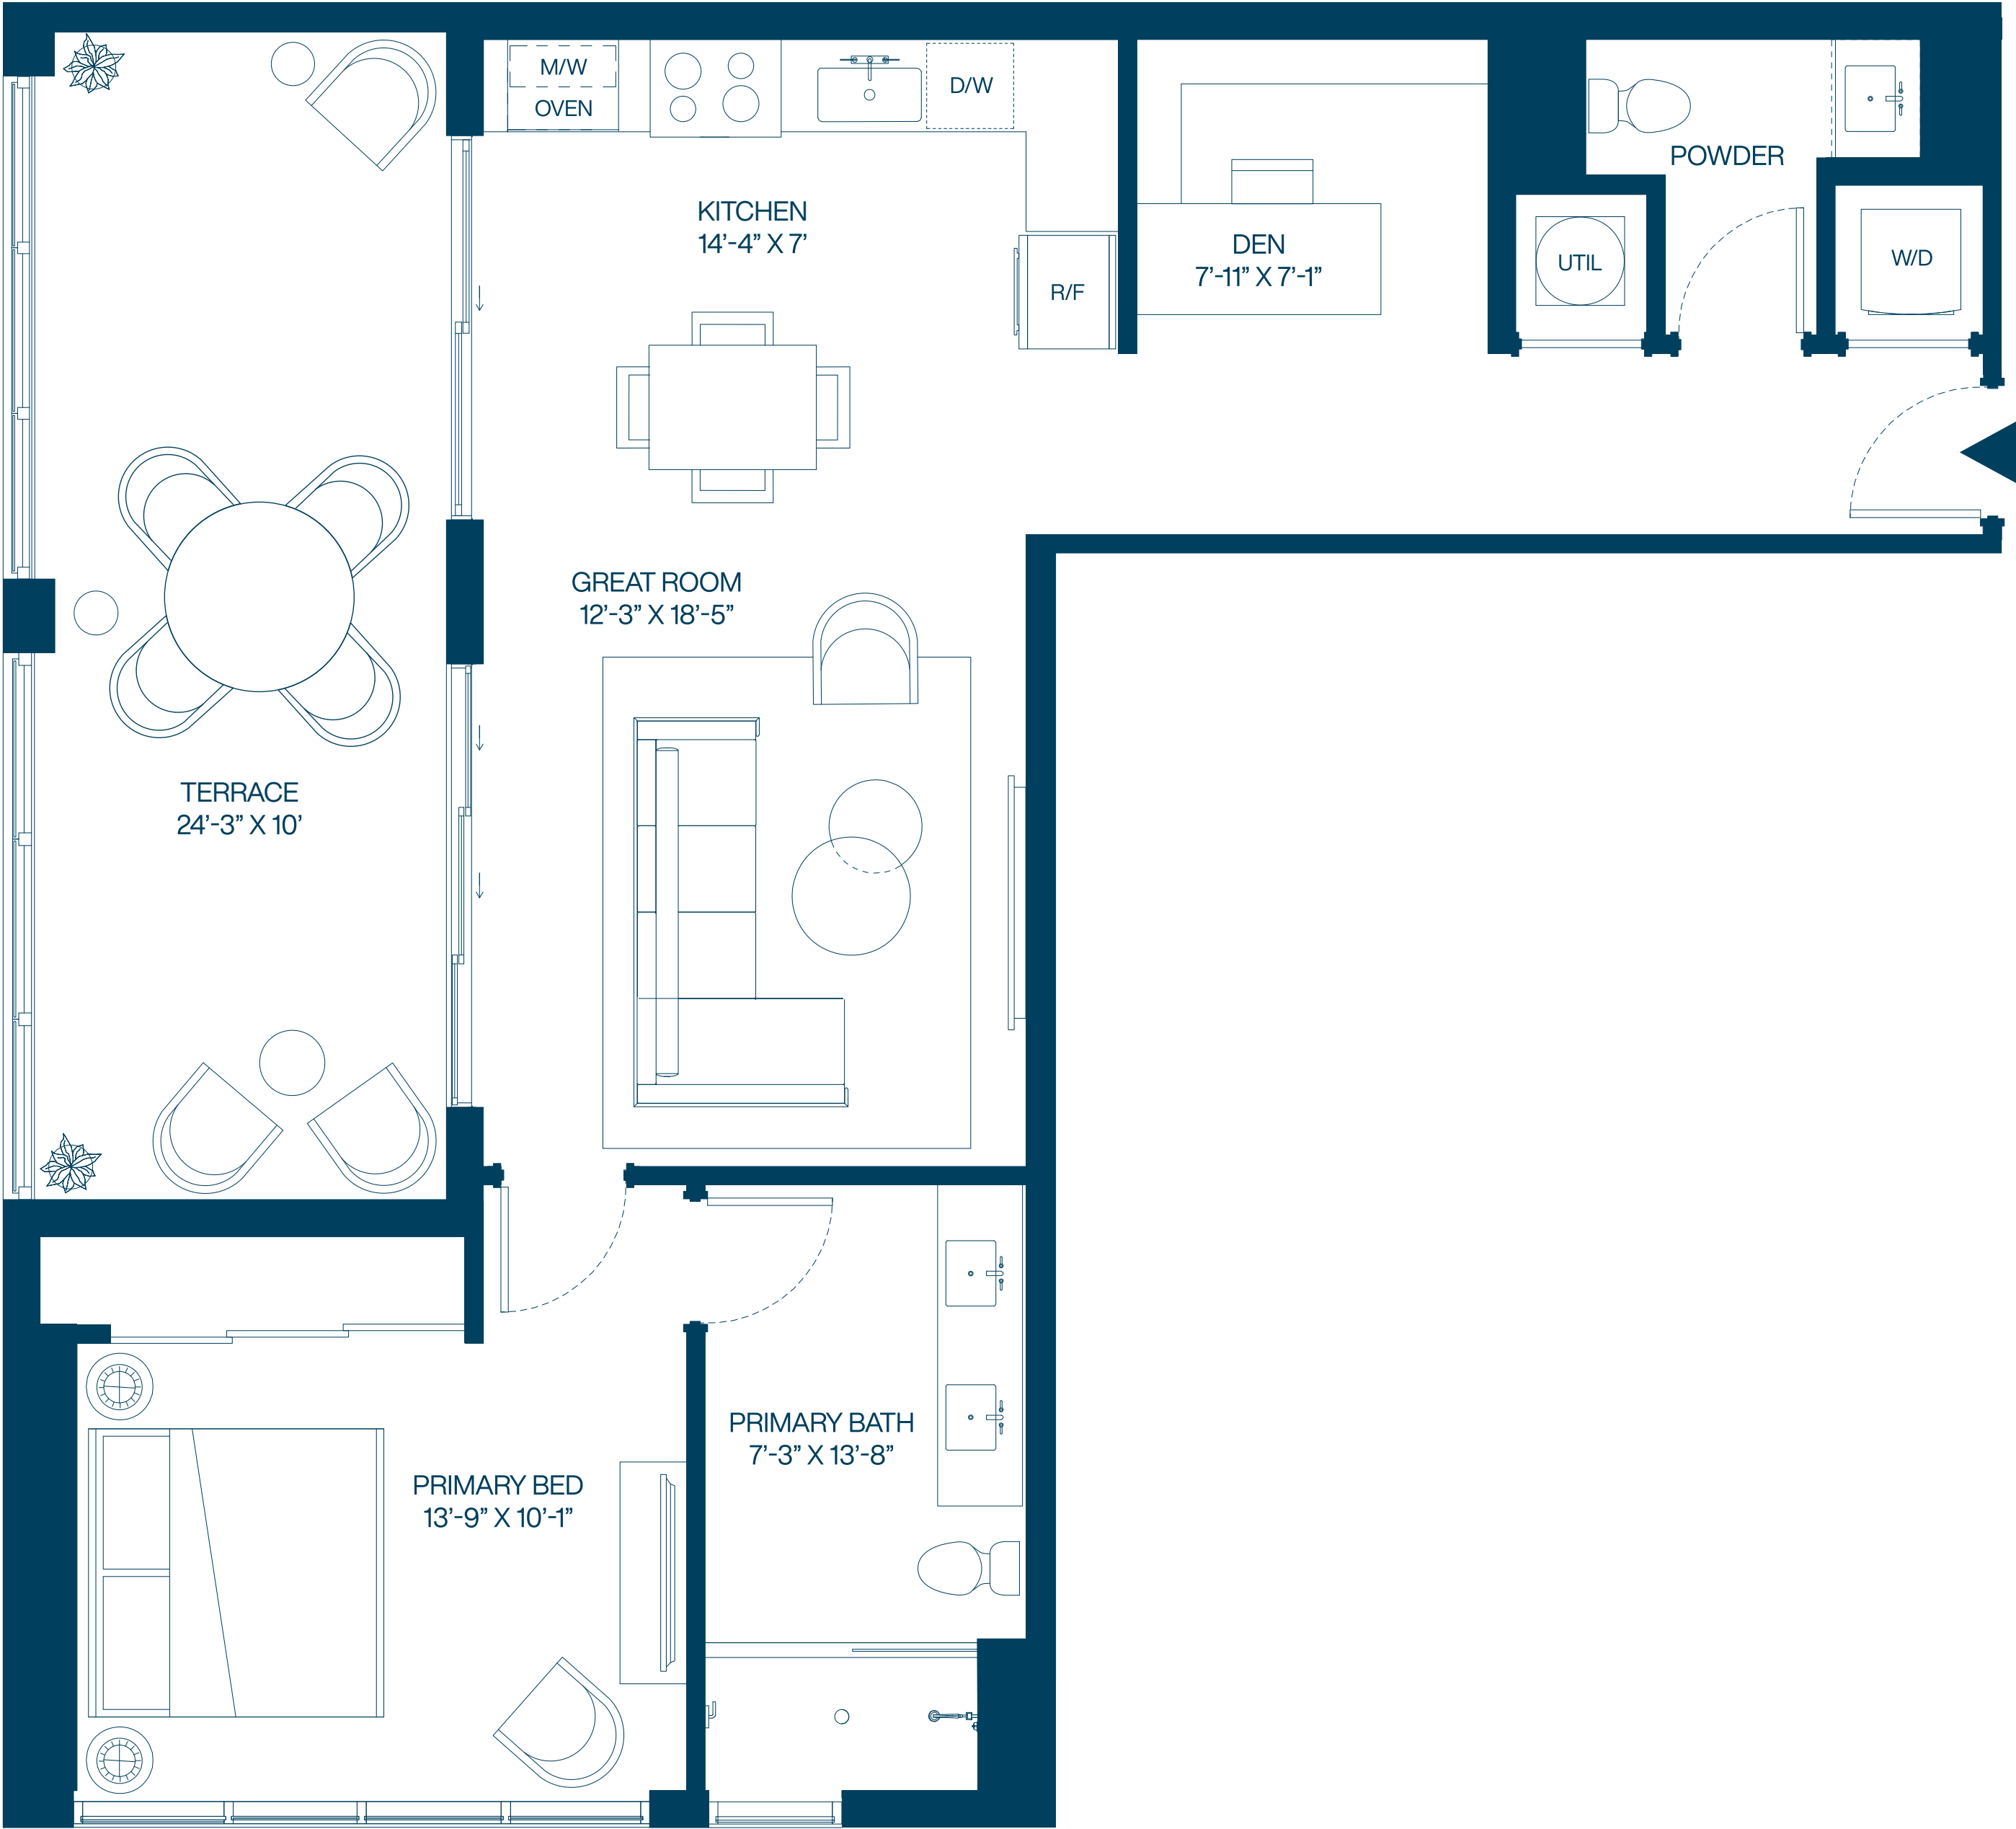 M/W
OVEN
D/W
POWDER
KITCHEN
14’-4” X 7’
DEN
7’-11” X 7’-1”
UTIL
W/D
R/F
GREAT ROOM
12’-3” X 18’-5”
TERRACE
24’-3” X 10’
PRIMARY BATH
7’-3” X 13’-8”
PRIMARY BED
13’-9” X 10’-1”